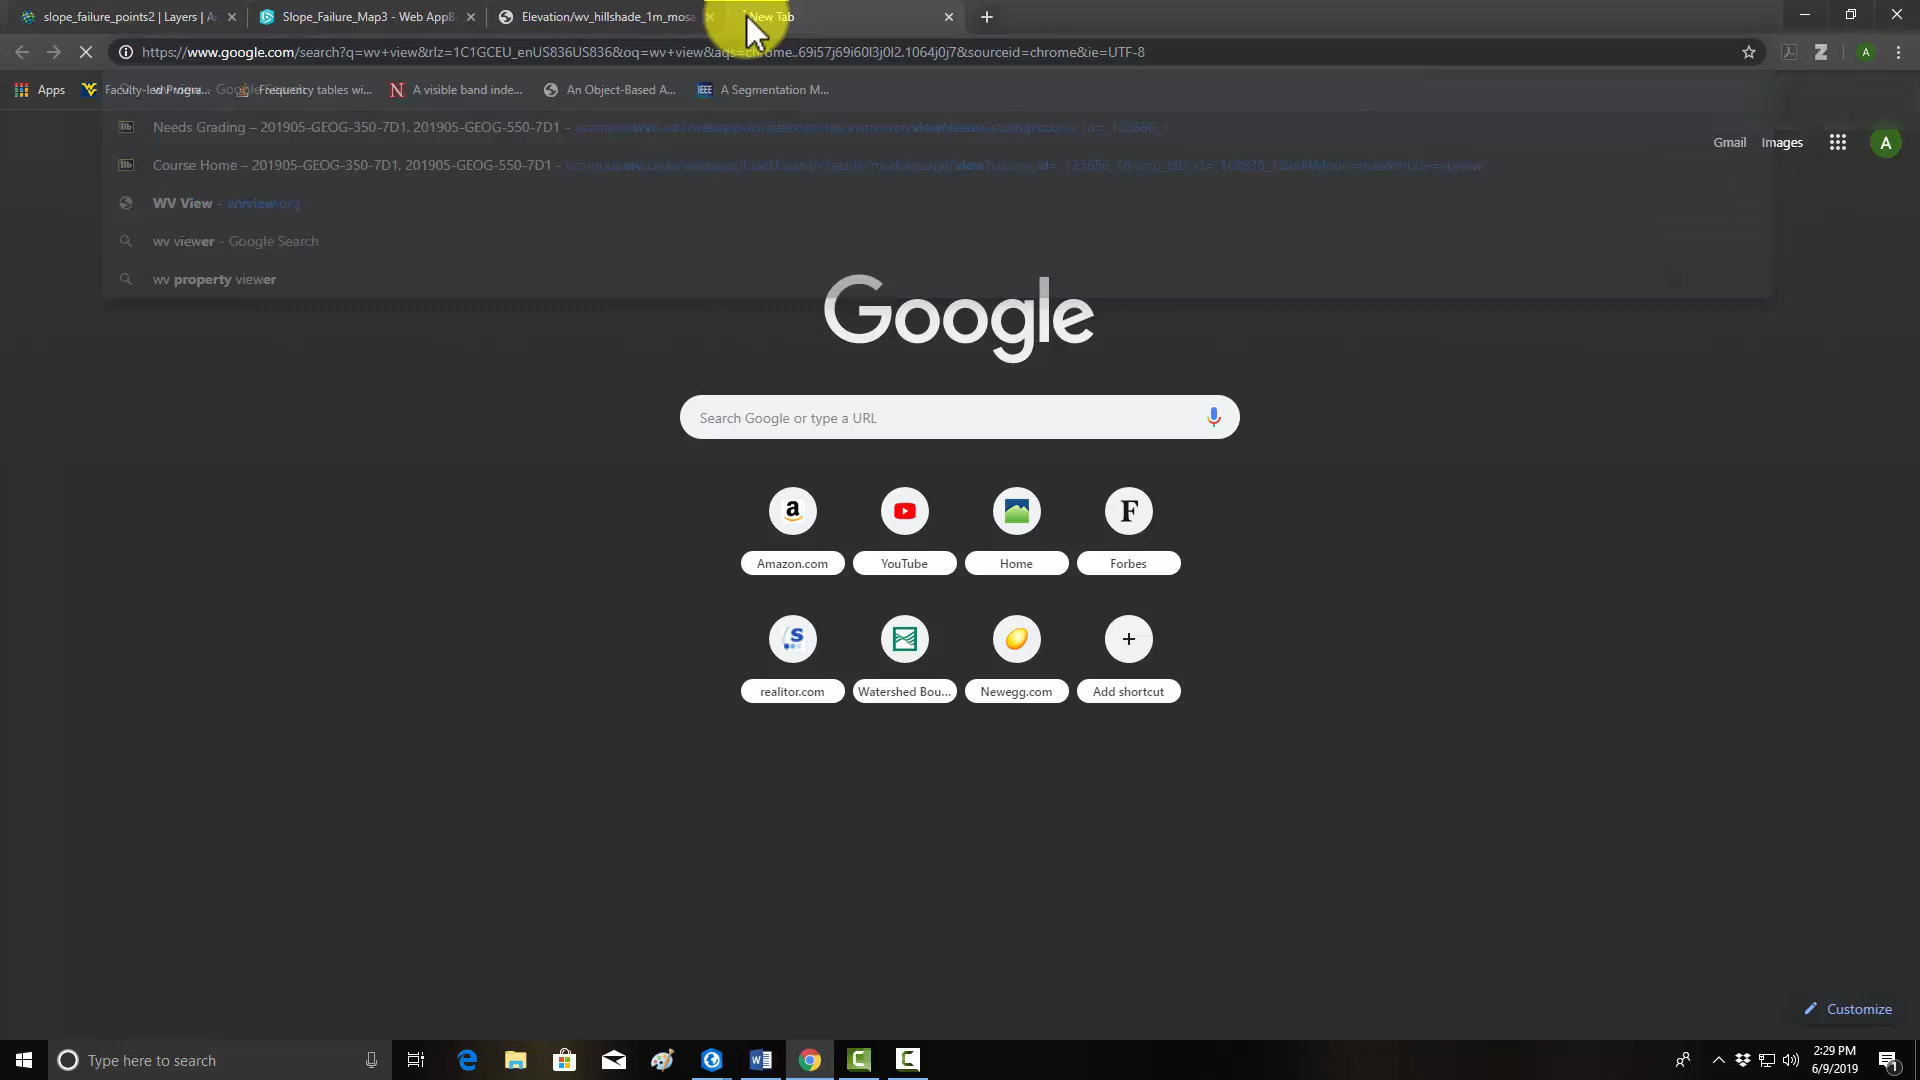 slope_failure_points2 | Layers | Ar
Slope_Failure_Map3 - Web AppB
Elevation/wv_hillshade_1m_mosa
New Tab
https://www.google.com/search?q=wv+view&rlz=1C1GCEU_enUS836US836&oq=wv+view&aqs=chrome..69i57j69i60l3j0l2.1064j0j7&sourceid=chrome&ie=UTF-8
Apps
Faculty-led Progra...
Frequency tables wi...
A visible band inde...
An Object-Based A...
A Segmentation M...
Needs Grading – 201905-GEOG-350-7D1, 201905-GEOG-550-7D1 -
Course Home – 201905-GEOG-350-7D1, 201905-GEOG-550-7D1 -
WV View - wvview.org
wv viewer - Google Search
wv property viewer
Gmail
Images
A
Google
Search Google or type a URL
Amazon.com
YouTube
Home
Forbes
realitor.com
Watershed Bou...
Newegg.com
Add shortcut
Customize
Type here to search
2:29 PM
6/9/2019